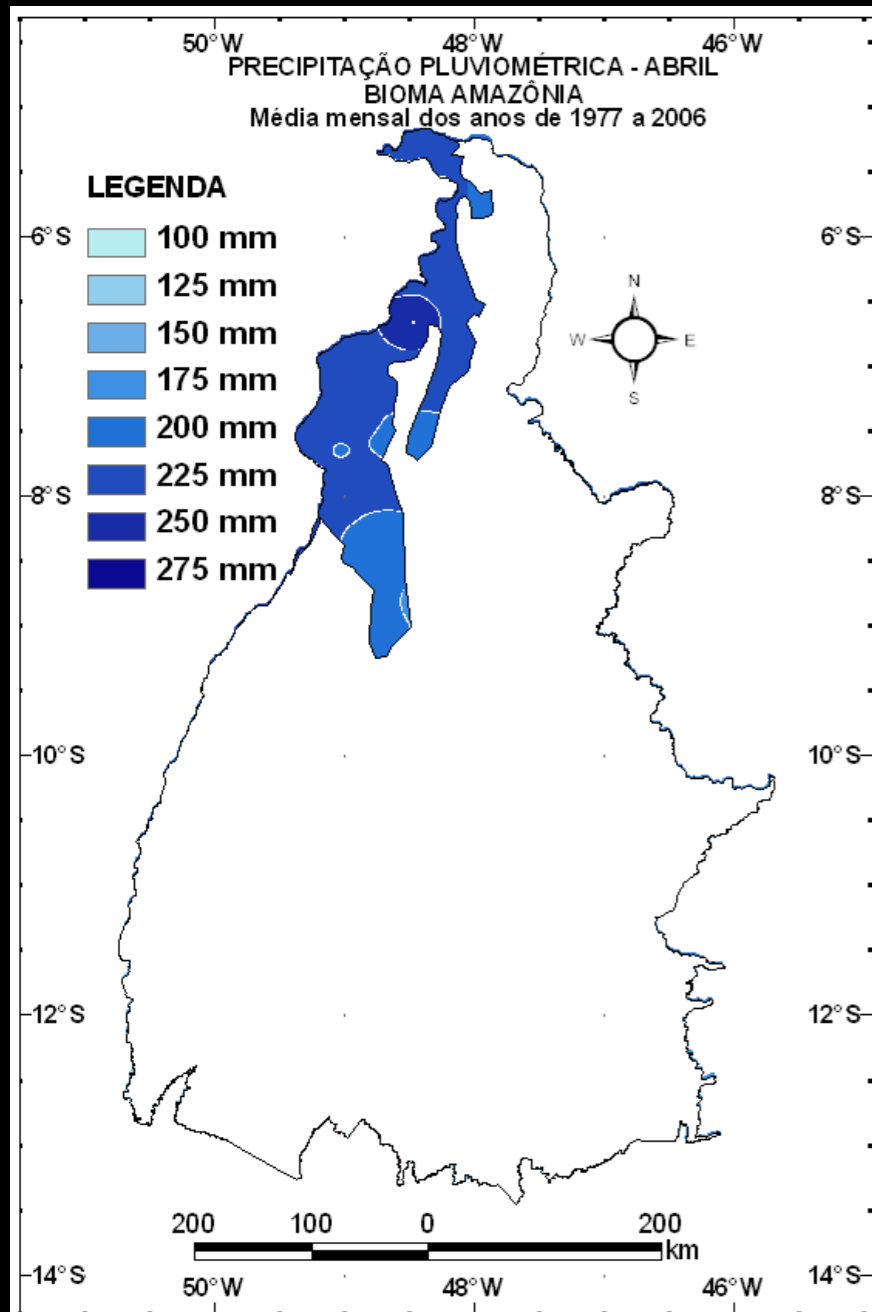 50°W 48°W 46°W
PRECIPITAÇÃO PLUVIOMÉTRICA - ABRIL
BIOMA AMAZÔNIA
Média mensal dos anos de 1977 a 2006
LEGENDA
6°S 6°S
100 mm
125 mm
150 mm
175 mm
200 mm
225 mm
250 mm
275 mm
N
W E
S
8°S 8°S
10°S 10°S
12°S 12°S
200 100 0 200
km
14°S 14°S
50°W 48°W 46°W